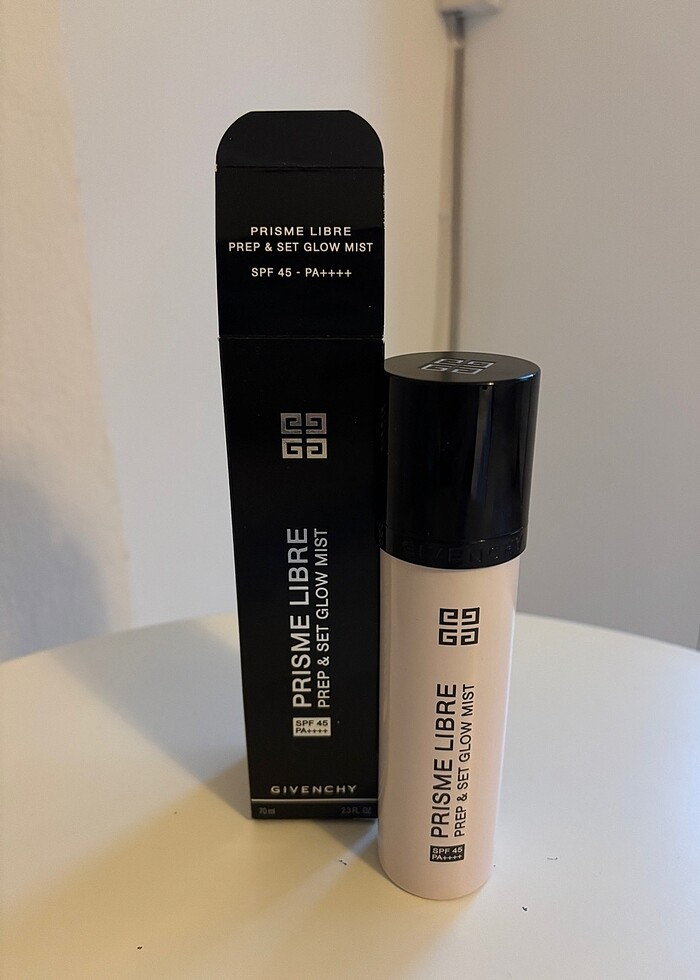 PRISME LIBRE
PREP & SET GLOW MIST
SPF 45 - PA++++
PRISME LIBRE
PREP & SET GLOW MIST
SPF 45
PA++++
GIVENCHY
70 ml
2.3 FL. OZ
GIVENCHY
PRISME LIBRE
PREP & SET GLOW MIST
SPF 45
PA++++